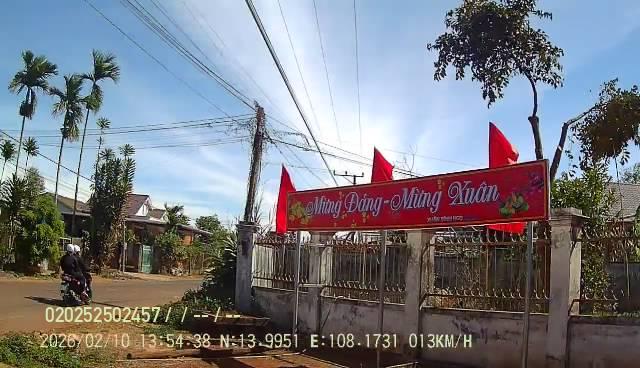 Mừng Đảng - Mừng Xuân
020252502457/ / -- / --
2026/02/10 13:54:38 N:13.9951 E:108.1731 013KM/H